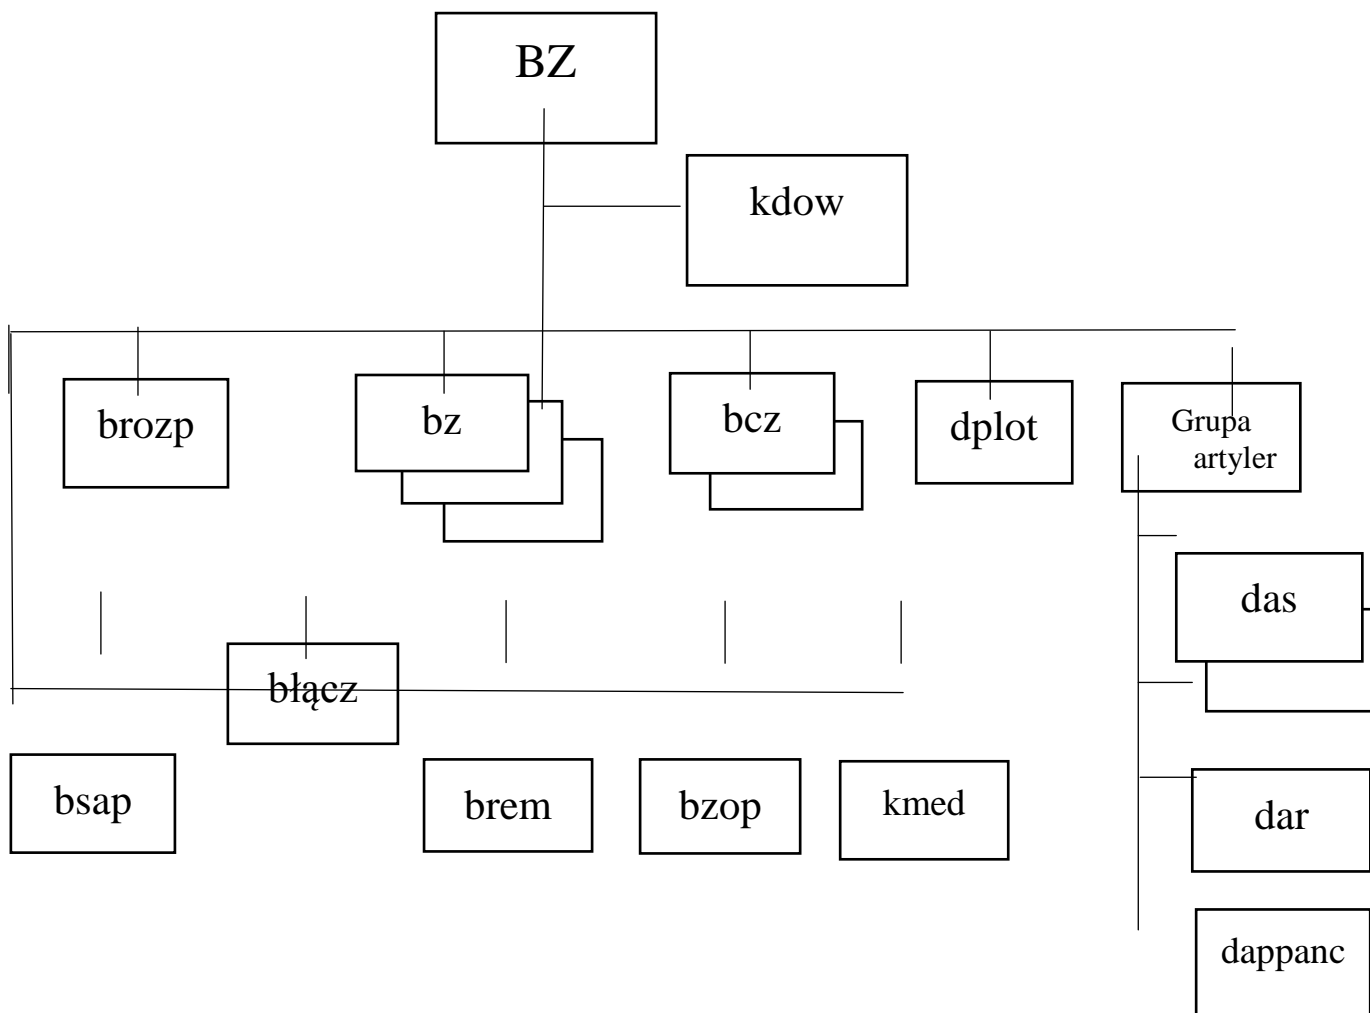 BZ
kdow
brozp
bz
bcz
dplot
Grupa
artyler
das
błącz
bsap
brem
bzop
kmed
dar
dappanc